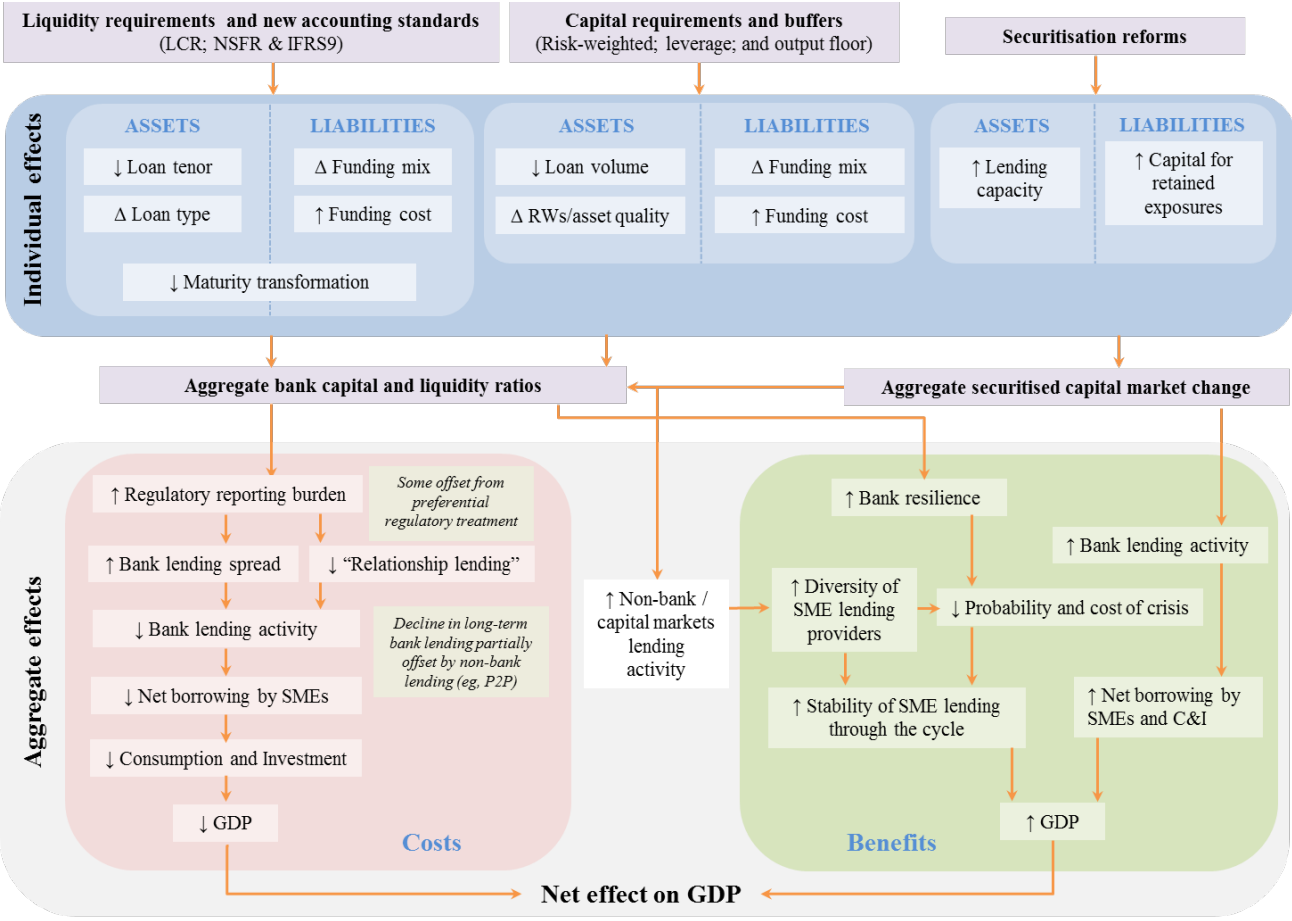 Liquidity requirements and new accounting standards
(LCR; NSFR & IFRS9)
Capital requirements and buffers
(Risk-weighted; leverage; and output floor)
Securitisation reforms
Individual effects
ASSETS
↓ Loan tenor
Δ Loan type
LIABILITIES
Δ Funding mix
↑ Funding cost
↓ Maturity transformation
ASSETS
↓ Loan volume
Δ RWs/asset quality
LIABILITIES
Δ Funding mix
↑ Funding cost
ASSETS
↑ Lending
capacity
LIABILITIES
↑ Capital for
retained
exposures
Aggregate bank capital and liquidity ratios
Aggregate securitised capital market change
Aggregate effects
↑ Regulatory reporting burden
Some offset from
preferential
regulatory treatment
↑ Bank lending spread
↓ “Relationship lending”
↓ Bank lending activity
Decline in long-term
bank lending partially
offset by non-bank
lending (eg, P2P)
↓ Net borrowing by SMEs
↓ Consumption and Investment
↓ GDP
Costs
↑ Non-bank /
capital markets
lending
activity
↑ Bank resilience
↑ Bank lending activity
↑ Diversity of
SME lending
providers
↓ Probability and cost of crisis
↑ Stability of SME lending
through the cycle
↑ Net borrowing by
SMEs and C&I
↑ GDP
Benefits
Net effect on GDP